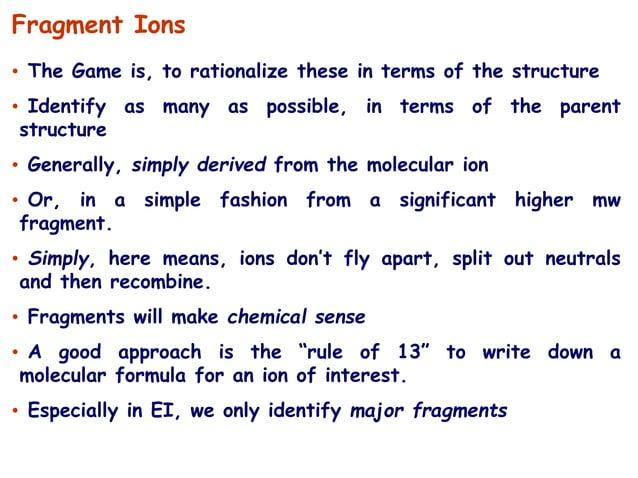 Fragment Ions
• The Game is, to rationalize these in terms of the structure
• Identify as many as possible, in terms of the parent
structure
• Generally, simply derived from the molecular ion
• Or, in a simple fashion from a significant higher mw
fragment.
• Simply, here means, ions don’t fly apart, split out neutrals
and then recombine.
• Fragments will make chemical sense
• A good approach is the “rule of 13” to write down a
molecular formula for an ion of interest.
• Especially in EI, we only identify major fragments